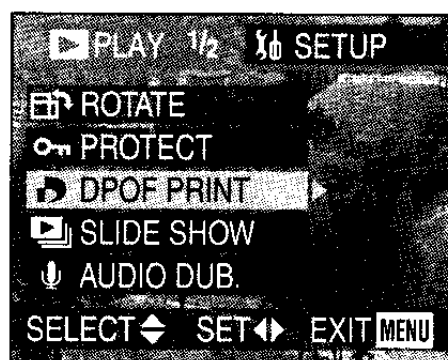 PLAY 1/2 SETUP
ROTATE
PROTECT
DPOF PRINT
SLIDE SHOW
AUDIO DUB.
SELECT SET EXIT MENU